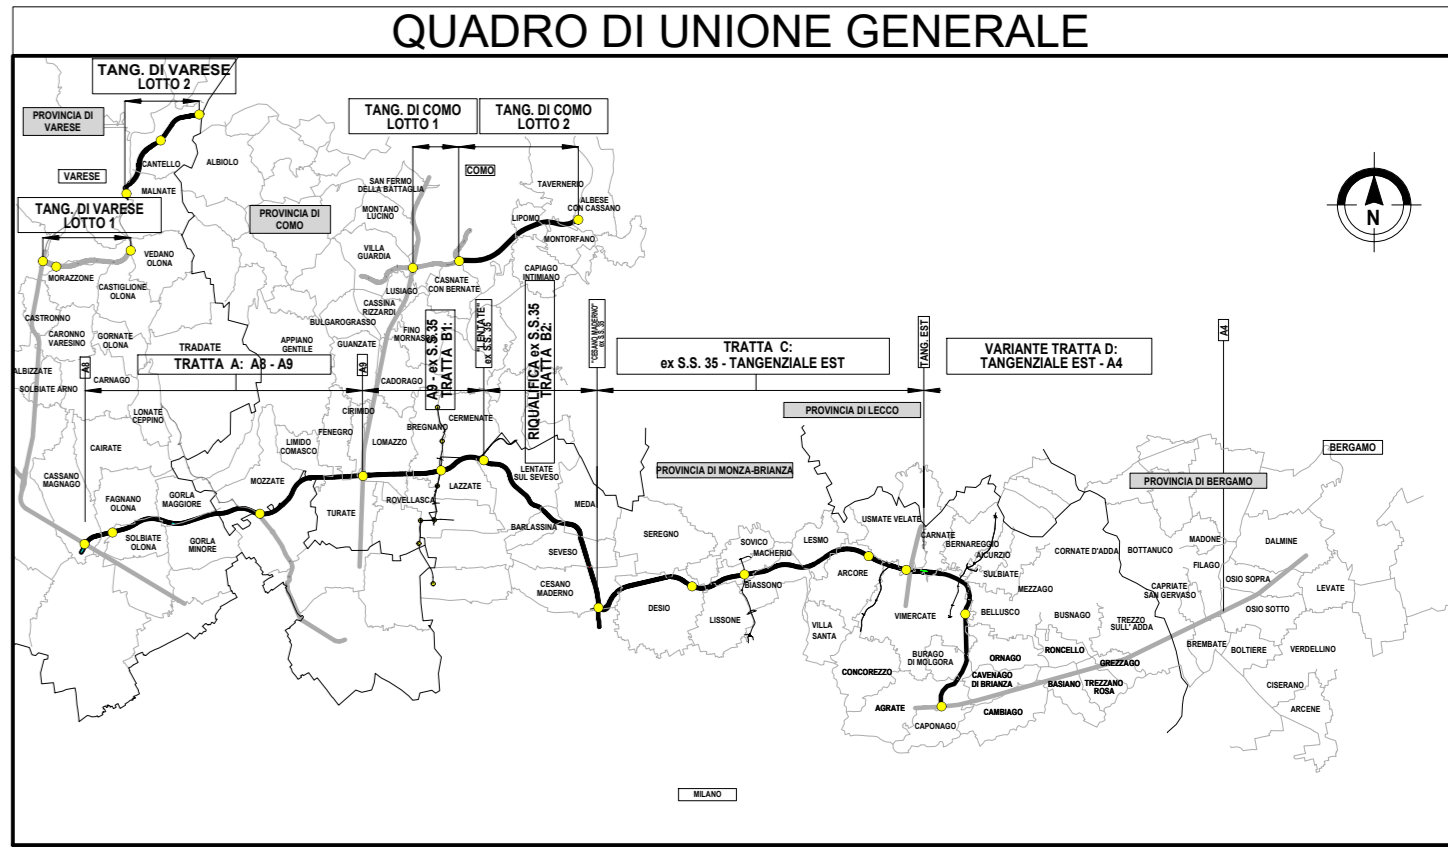 QUADRO DI UNIONE GENERALE
TANG. DI VARESE
LOTTO 2
PROVINCIA DI
VARESE
TANG. DI COMO
LOTTO 1
TANG. DI COMO
LOTTO 2
CANTELLO
ALBIOLO
VARESE
MALNATE
COMO
SAN FERMO
DELLA BATTAGLIA
TAVERNERIO
ALBESE
CON CASSANO
TANG. DI VARESE
LOTTO 1
PROVINCIA DI
COMO
MONTANO
LUCINO
LIPOMO
MONTORFANO
N
VEDANO
OLONA
VILLA
GUARDIA
MORAZZONE
CASTIGLIONE
OLONA
LUSIAGO
CASNATE
CON BERNATE
CAPIAGO
INTIMIANO
CASSINA
RIZZARDI
CASTRONNO
BULGAROGRASSO
CARONNO
VARESINO
GORNATE
OLONA
APPIANO
GENTILE
GUANZATE
FINO
MORNASCO
TRADATE
A8
TRATTA A: A8 - A9
A9
A9 - ex S.S.35
TRATTA B1:
"LENTATE"
ex S.S. 35
RIQUALIFICA ex S.S.35
TRATTA B2:
"CESANO MADERNO"
ex S.S. 35
TRATTA C:
ex S.S. 35 - TANGENZIALE EST
TANG. EST
VARIANTE TRATTA D:
TANGENZIALE EST - A4
A4
ALBIZZATE
SOLBIATE ARNO
CARNAGO
CADORAGO
LONATE
CEPPINO
CIRIMIDO
FENEGRO
CERMENATE
BREGNANO
PROVINCIA DI LECCO
CAIRATE
LIMIDO
COMASCO
LOMAZZO
BERGAMO
CASSANO
MAGNAGO
MOZZATE
LENTATE
SUL SEVESO
PROVINCIA DI MONZA-BRIANZA
PROVINCIA DI BERGAMO
FAGNANO
OLONA
GORLA
MAGGIORE
ROVELLASCA
LAZZATE
MEDA
TURATE
BARLASSINA
USMATE VELATE
SOLBIATE
OLONA
GORLA
MINORE
SEREGNO
SOVICO
LESMO
CARNATE
BERNAREGGIO
MADONE
DALMINE
SEVESO
MACHERIO
AICURZIO
CORNATE D'ADDA
BOTTANUCO
FILAGO
CESANO
MADERNO
BIASSONO
ARCORE
SULBIATE
MEZZAGO
CAPRIATE
SAN GERVASO
OSIO SOPRA
LEVATE
DESIO
LISSONE
VILLA
SANTA
VIMERCATE
BELLUSCO
BUSNAGO
TREZZO
SULL' ADDA
OSIO SOTTO
BREMBATE
BOLTIERE
VERDELLINO
BURAGO
DI MOLGORA
ORNAGO
RONCELLO
GREZZAGO
CONCOREZZO
CAVENAGO
DI BRIANZA
BASIANO
TREZZANO
ROSA
CISERANO
AGRATE
CAMBIAGO
ARCENE
CAPONAGO
MILANO